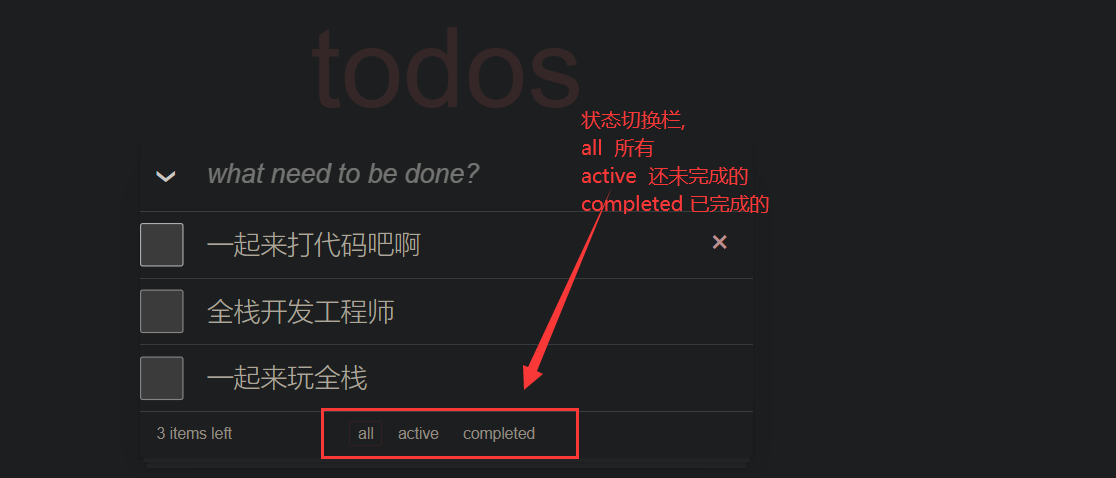 todos
状态切换栏,
all 所有
active 还未完成的
completed 已完成的
what need to be done?
一起来打代码吧啊
全栈开发工程师
一起来玩全栈
3 items left all active completed